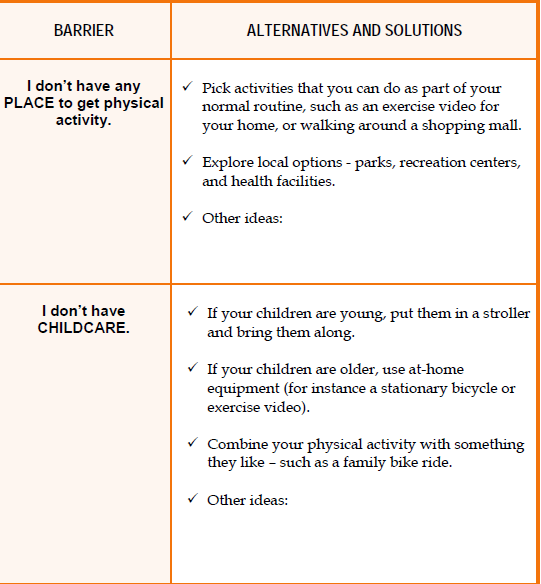 BARRIER
ALTERNATIVES AND SOLUTIONS
I don't have any
PLACE to get physical
activity.
✓ Pick activities that you can do as part of your
normal routine, such as an exercise video for
your home, or walking around a shopping mall.
✓ Explore local options - parks, recreation centers,
and health facilities.
✓ Other ideas:
I don't have
CHILDCARE.
✓ If your children are young, put them in a stroller
and bring them along.
✓ If your children are older, use at-home
equipment (for instance a stationary bicycle or
exercise video).
✓ Combine your physical activity with something
they like – such as a family bike ride.
✓ Other ideas: